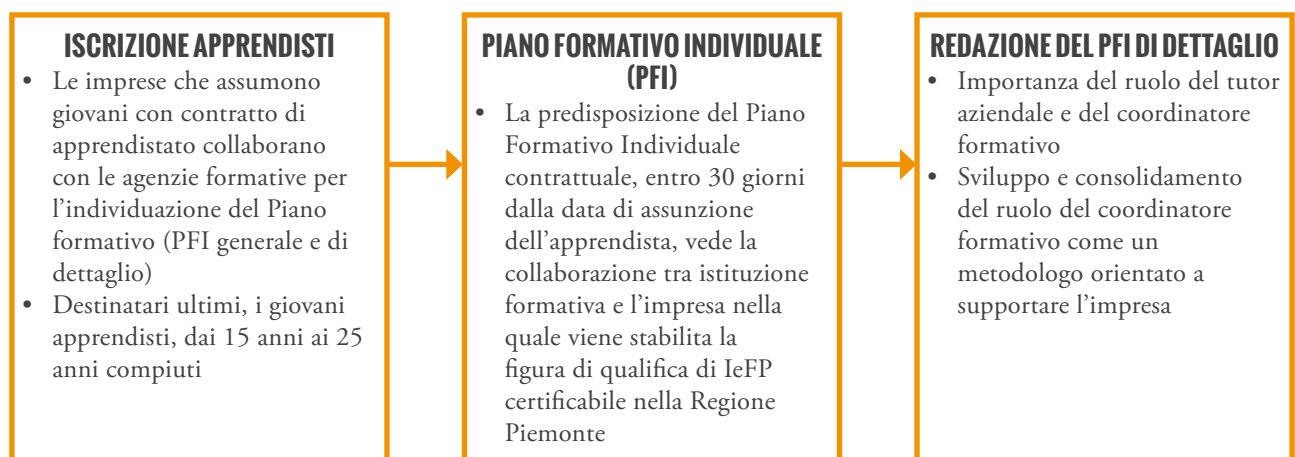 ISCRIZIONE APPRENDISTI
• Le imprese che assumono
giovani con contratto di
apprendistato collaborano
con le agenzie formative per
l'individuazione del Piano
formativo (PFI generale e di
dettaglio)
• Destinatari ultimi, i giovani
apprendisti, dai 15 anni ai 25
anni compiuti
PIANO FORMATIVO INDIVIDUALE
(PFI)
• La predisposizione del Piano
Formativo Individuale
contrattuale, entro 30 giorni
dalla data di assunzione
dell'apprendista, vede la
collaborazione tra istituzione
formativa e l'impresa nella
quale viene stabilita la
figura di qualifica di IeFP
certificabile nella Regione
Piemonte
REDAZIONE DEL PFI DI DETTAGLIO
• Importanza del ruolo del tutor
aziendale e del coordinatore
formativo
• Sviluppo e consolidamento
del ruolo del coordinatore
formativo come un
metodologo orientato a
supportare l'impresa